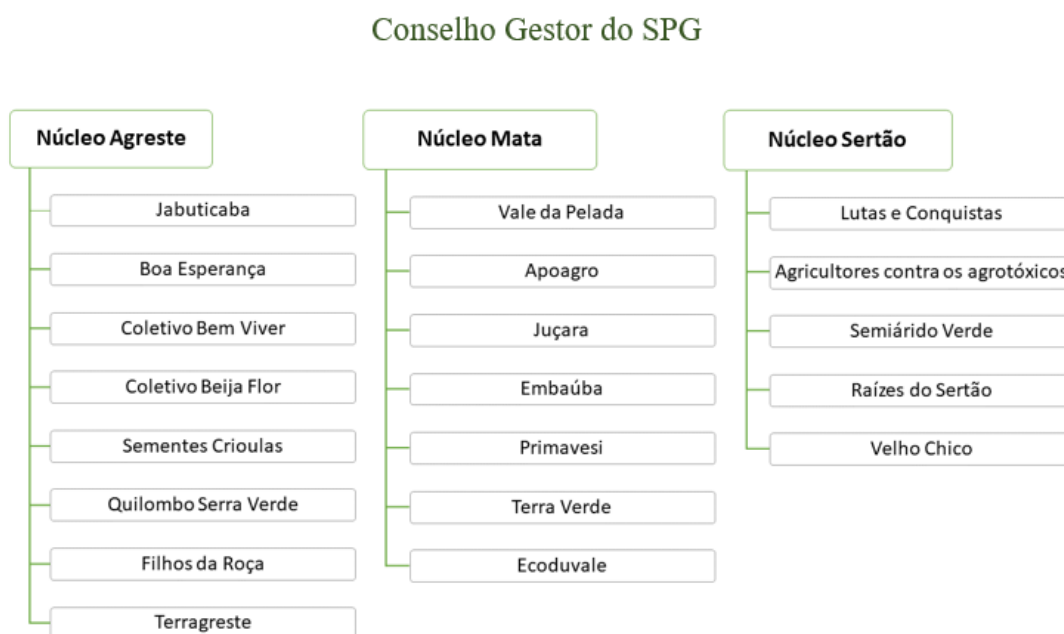 Conselho Gestor do SPG
Núcleo Agreste
Jabuticaba
Boa Esperança
Coletivo Bem Viver
Coletivo Beija Flor
Sementes Crioulas
Quilombo Serra Verde
Filhos da Roça
Terragreste
Núcleo Mata
Vale da Pelada
Apoagro
Juçara
Embaúba
Primavesi
Terra Verde
Ecoduvale
Núcleo Sertão
Lutas e Conquistas
Agricultores contra os agrotóxicos
Semiárido Verde
Raízes do Sertão
Velho Chico